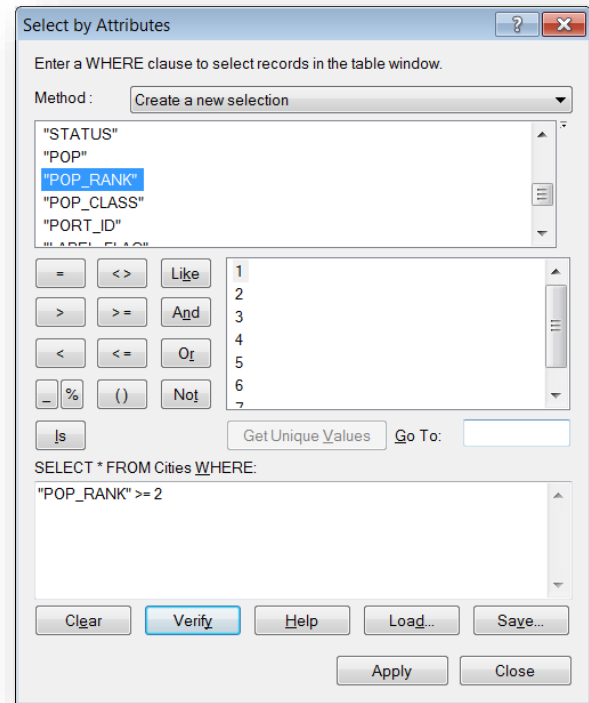 Select by Attributes
Enter a WHERE clause to select records in the table window.
Method : Create a new selection
"STATUS"
"POP"
"POP_RANK"
"POP_CLASS"
"PORT_ID"
"LABEL_FLAG"
= <> Like
> >= And
< <= Or
_ % () Not
Is
1
2
3
4
5
6
7
Get Unique Values Go To:
SELECT * FROM Cities WHERE:
"POP_RANK" >= 2
Clear Verify Help Load... Save...
Apply Close